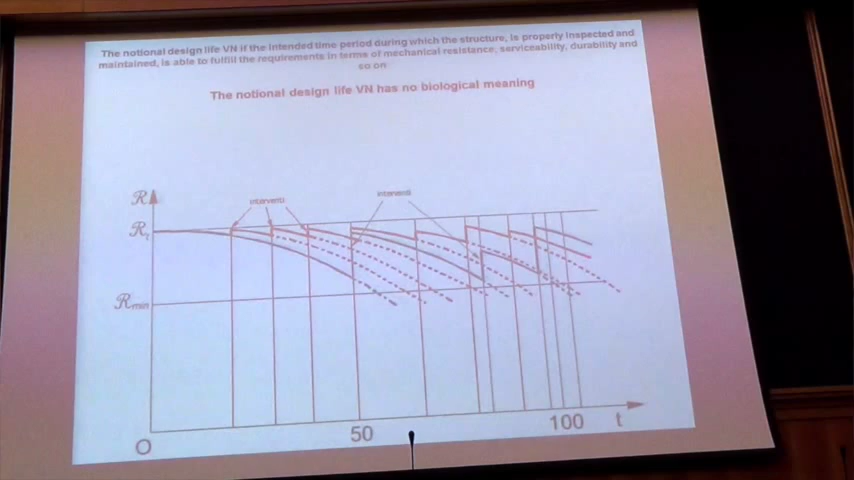 The notional design life VN if the intended time period during which the structure, is properly inspected and
maintained, is able to fulfill the requirements in terms of mechanical resistance, serviceability, durability and
so on
The notional design life VN has no biological meaning
R
interventi
interventi
Rt
Rmin
O
50
100
t